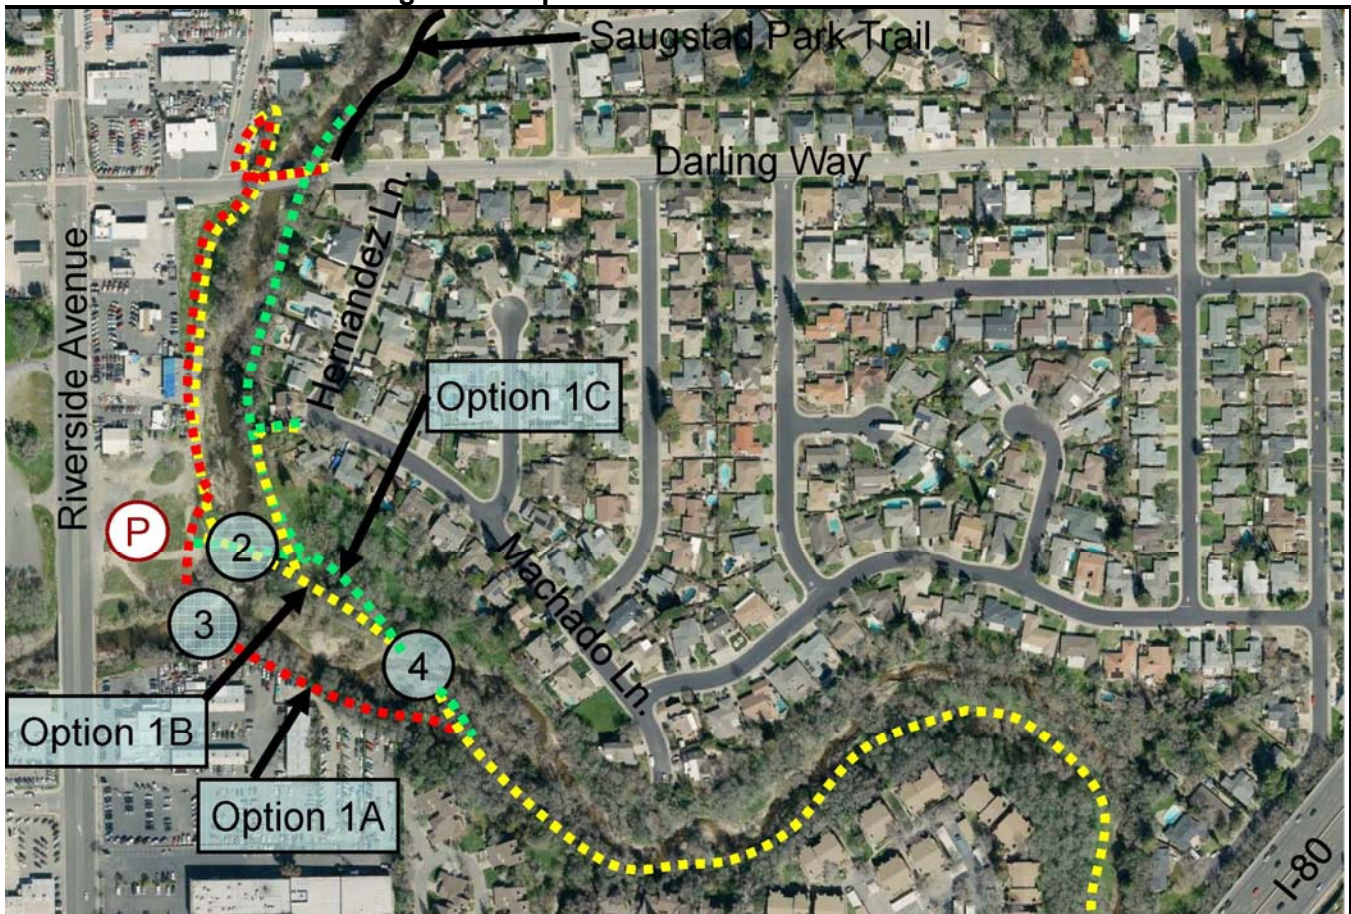 Saugstad Park Trail
Darling Way
Hernandez Ln.
Riverside Avenue
Option 1C
P
2
3
4
Machado Ln.
Option 1B
Option 1A
I-80